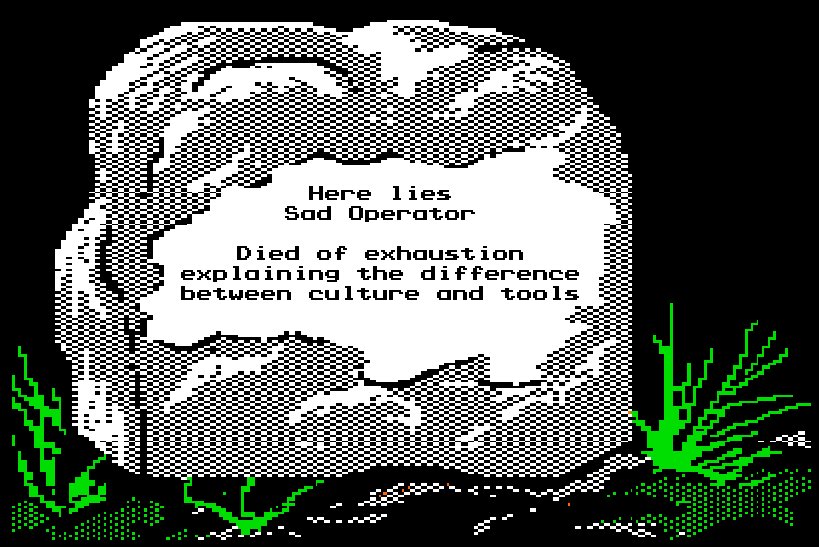 Here lies
Sad Operator
Died of exhaustion
explaining the difference
between culture and tools